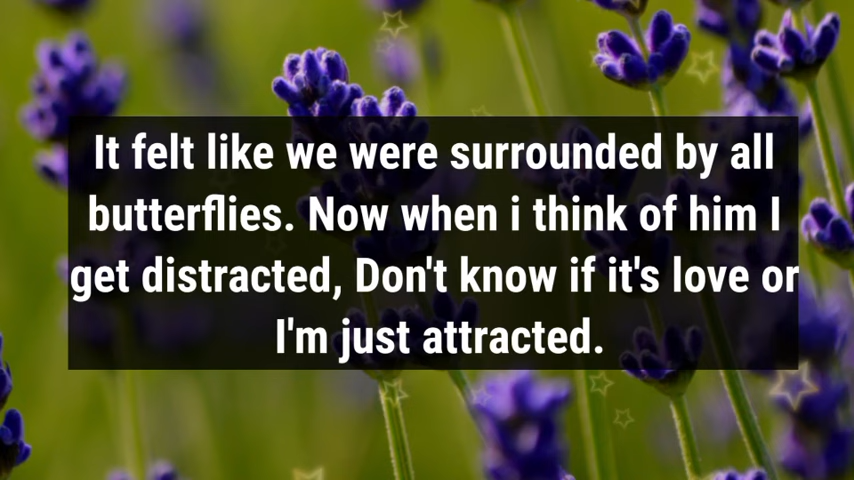 It felt like we were surrounded by all
butterflies. Now when i think of him I
get distracted, Don't know if it's love or
I'm just attracted.